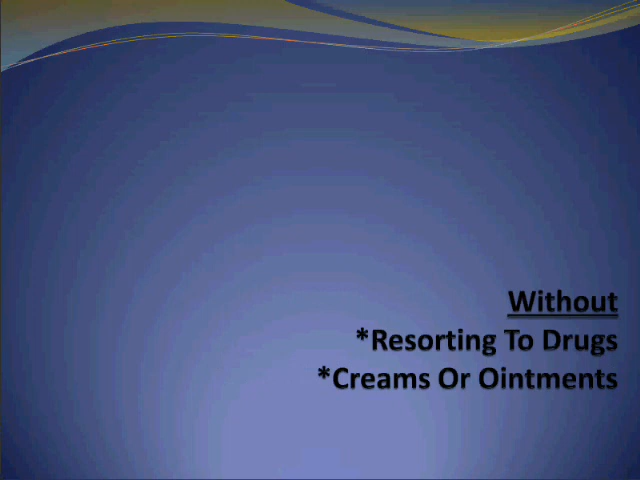 Without
*Resorting To Drugs
*Creams Or Ointments